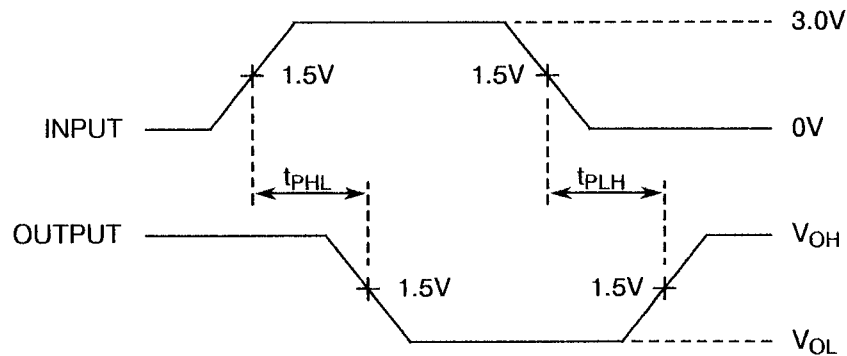 3.0V
1.5V 1.5V
INPUT 0V
tPHL tPLH
OUTPUT VOH
1.5V 1.5V
VOL